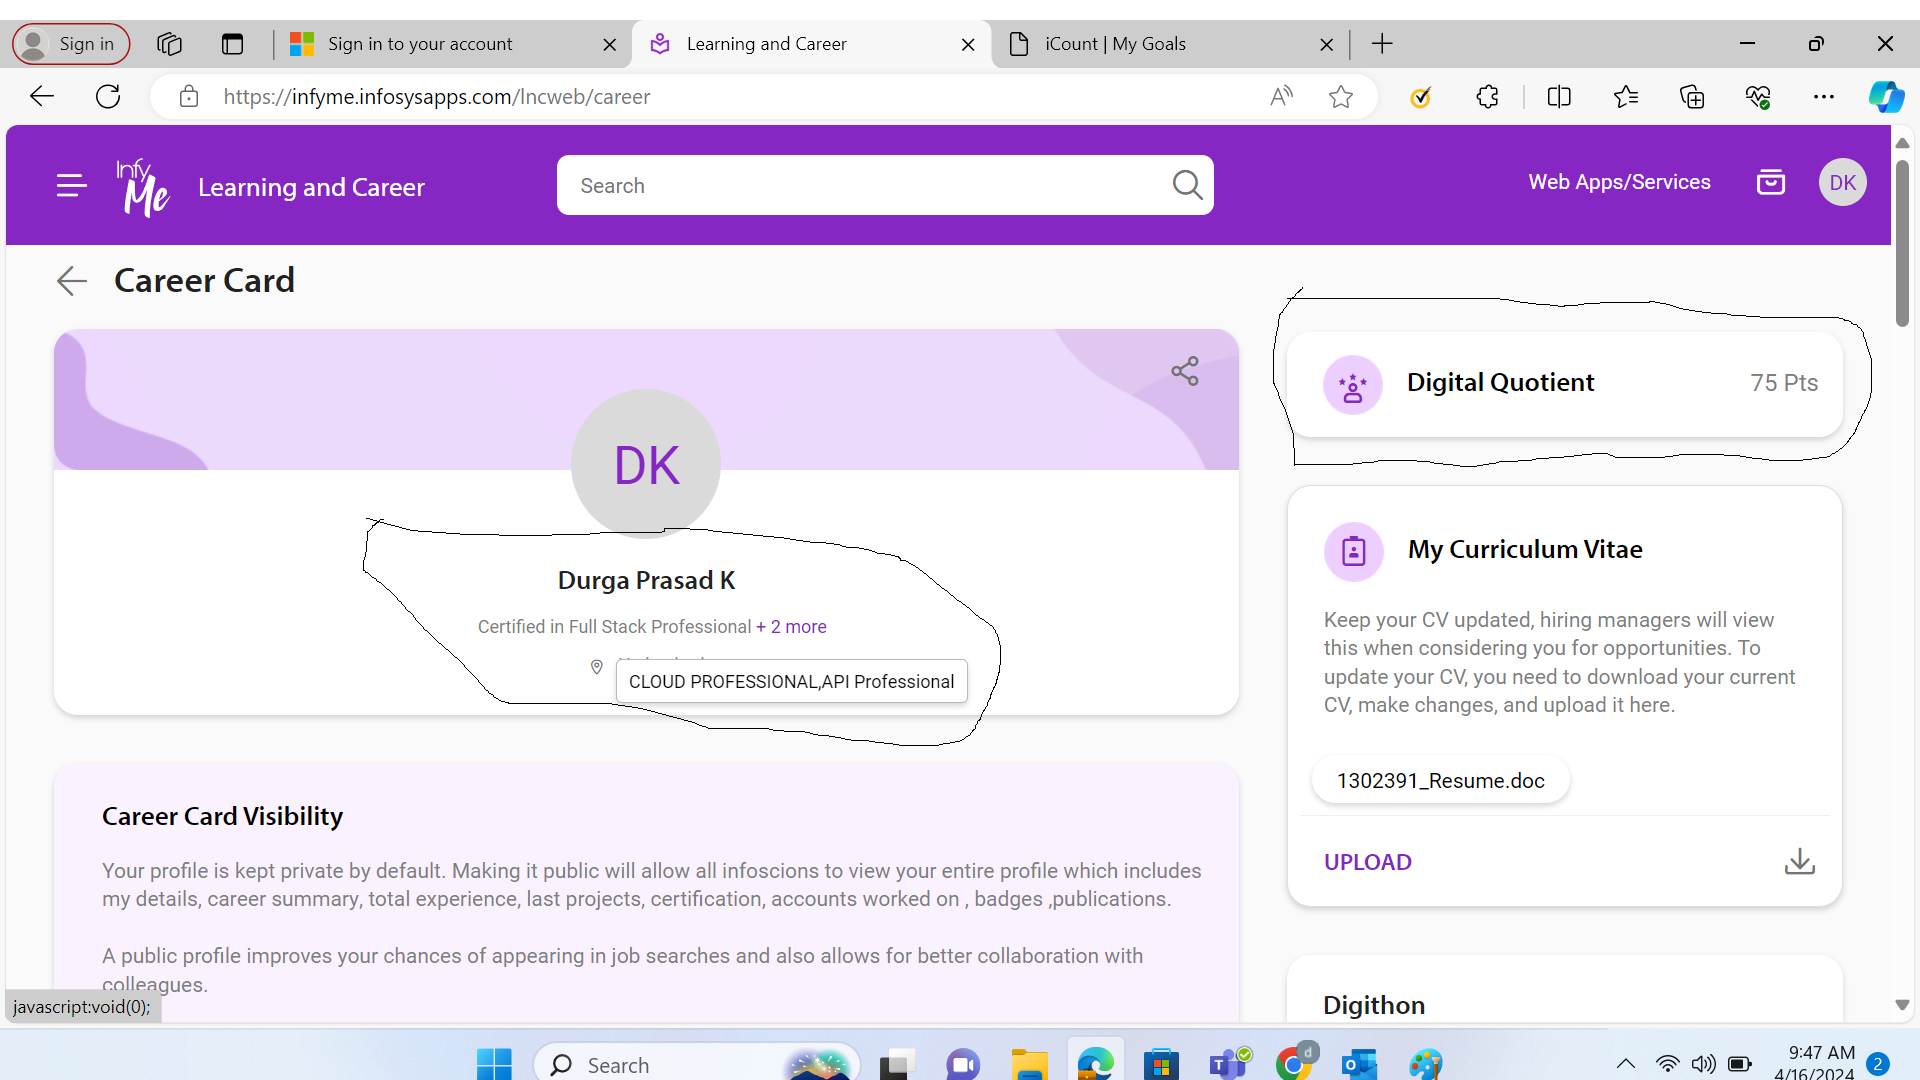 Sign in
Sign in to your account
Learning and Career
iCount | My Goals
https://infyme.infosysapps.com/lncweb/career
Infy Me
Learning and Career
Search
Web Apps/Services
DK
Career Card
DK
Durga Prasad K
Certified in Full Stack Professional + 2 more
CLOUD PROFESSIONAL,API Professional
Digital Quotient
75 Pts
My Curriculum Vitae
Keep your CV updated, hiring managers will view
this when considering you for opportunities. To
update your CV, you need to download your current
CV, make changes, and upload it here.
1302391_Resume.doc
UPLOAD
Career Card Visibility
Your profile is kept private by default. Making it public will allow all infoscions to view your entire profile which includes
my details, career summary, total experience, last projects, certification, accounts worked on , badges ,publications.
A public profile improves your chances of appearing in job searches and also allows for better collaboration with
colleagues.
Digithon
javascript:void(0);
Search
9:47 AM
4/16/2024
2